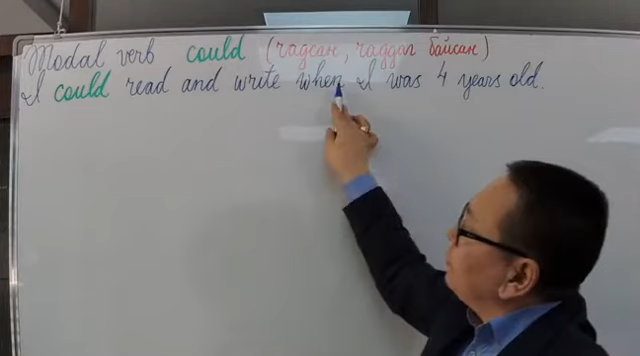 Modal verb could (чадсан, чаддаг байсан)
I could read and write when I was 4 years old.